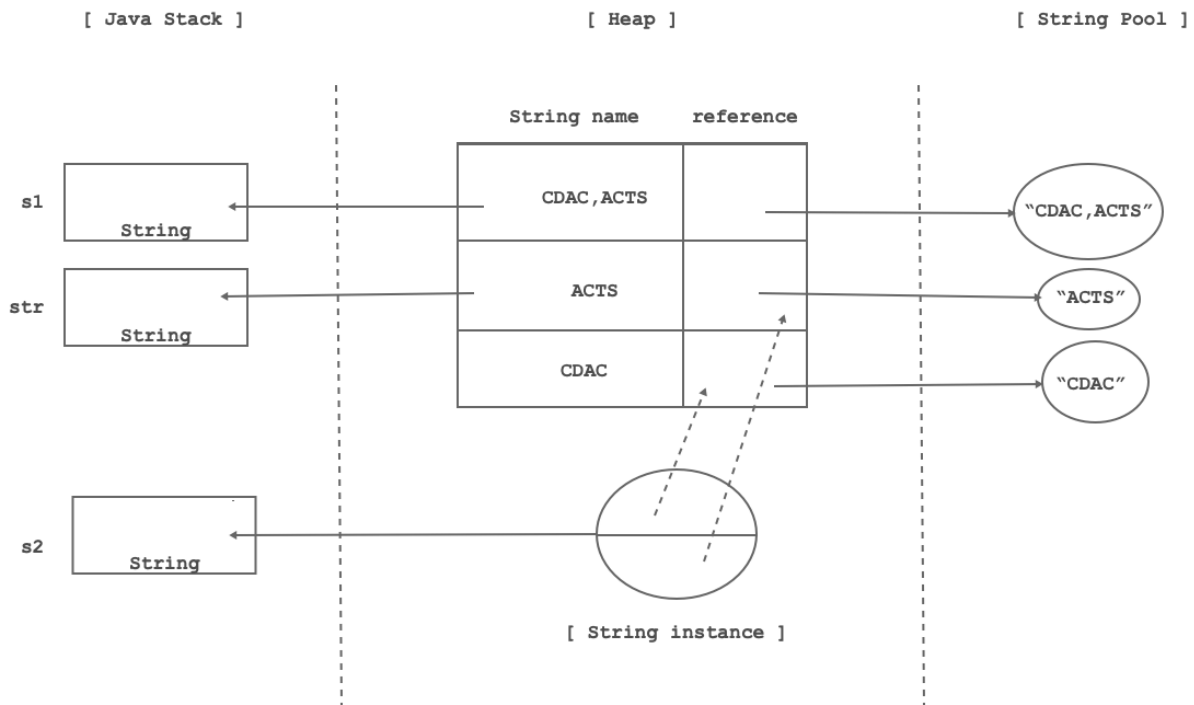 [ Java Stack ]
[ Heap ]
[ String Pool ]
String name
reference
s1
String
CDAC,ACTS
“CDAC,ACTS”
str
String
ACTS
“ACTS”
CDAC
“CDAC”
s2
String
[ String instance ]